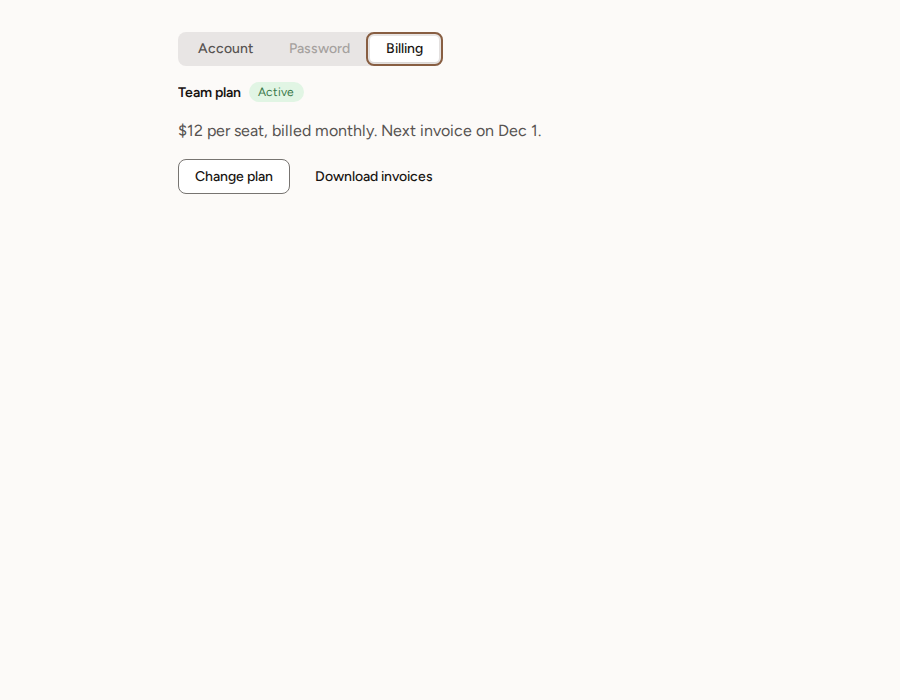 Account Password Billing
Team plan Active
$12 per seat, billed monthly. Next invoice on Dec 1.
Change plan Download invoices